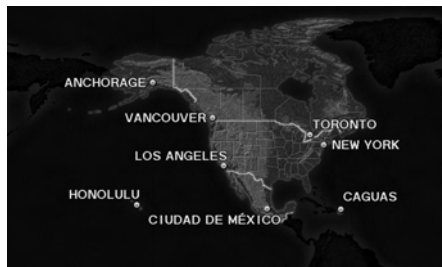 ANCHORAGE
VANCOUVER
TORONTO
NEW YORK
LOS ANGELES
HONOLULU
CAGUAS
CIUDAD DE MÉXICO